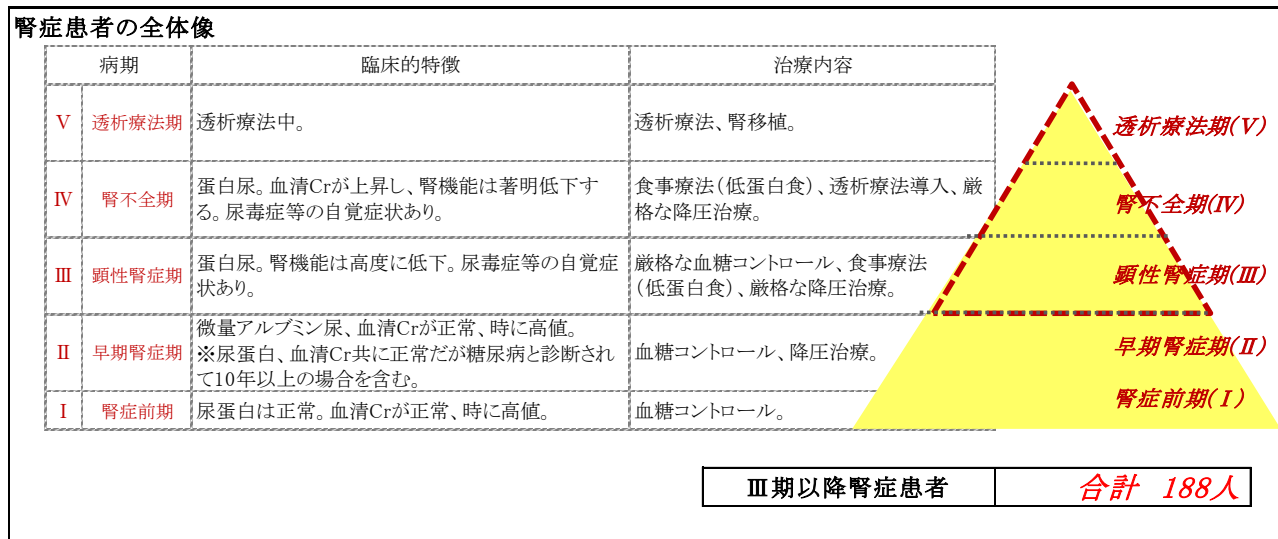 腎症患者の全体像
病期 臨床的特徴 治療内容
Ⅴ 透析療法期 透析療法中。 透析療法、腎移植。
透析療法期(Ⅴ)
Ⅳ 腎不全期 蛋白尿。血清Crが上昇し、腎機能は著明低下す
る。尿毒症等の自覚症状あり。
食事療法(低蛋白食)、透析療法導入、厳
格な降圧治療。
腎不全期(Ⅳ)
Ⅲ 顕性腎症期 蛋白尿。腎機能は高度に低下。尿毒症等の自覚症
状あり。
厳格な血糖コントロール、食事療法
(低蛋白食)、厳格な降圧治療。
顕性腎症期(Ⅲ)
Ⅱ 早期腎症期 微量アルブミン尿、血清Crが正常、時に高値。
※尿蛋白、血清Cr共に正常だが糖尿病と診断され
て10年以上の場合を含む。
血糖コントロール、降圧治療。
早期腎症期(Ⅱ)
Ⅰ 腎症前期 尿蛋白は正常。血清Crが正常、時に高値。 血糖コントロール。
腎症前期(Ⅰ)
Ⅲ期以降腎症患者 合計 188人